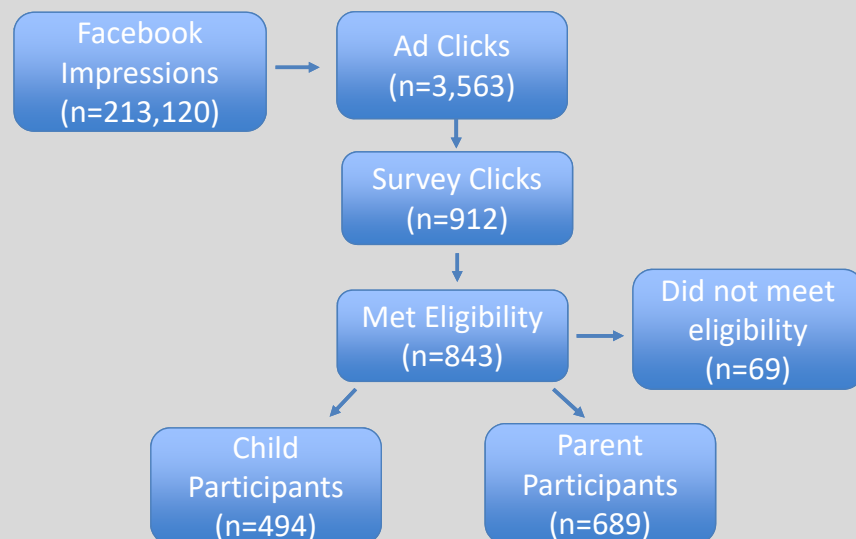 Facebook
Impressions
(n=213,120)
Ad Clicks
(n=3,563)
Survey Clicks
(n=912)
Met Eligibility
(n=843)
Did not meet
eligibility
(n=69)
Child
Participants
(n=494)
Parent
Participants
(n=689)